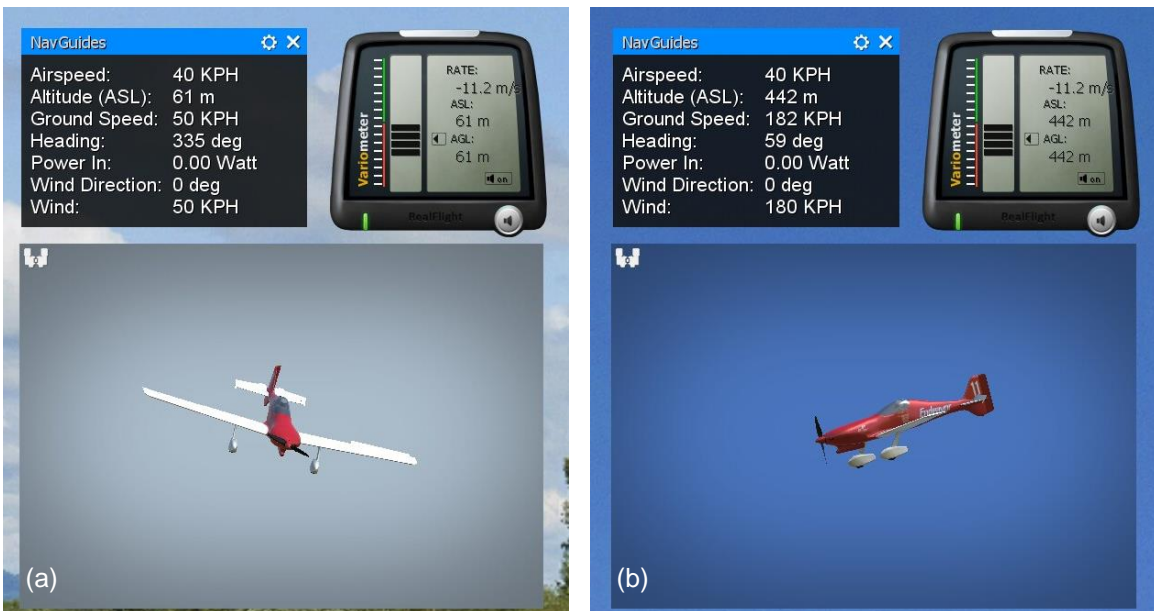 NavGuides
Airspeed: 40 KPH
Altitude (ASL): 61 m
Ground Speed: 50 KPH
Heading: 335 deg
Power In: 0.00 Watt
Wind Direction: 0 deg
Wind: 50 KPH
Variometer
RATE:
-11.2 m/s
ASL:
61 m
AGL:
61 m
on
RealFlight
(a)
NavGuides
Airspeed: 40 KPH
Altitude (ASL): 442 m
Ground Speed: 182 KPH
Heading: 59 deg
Power In: 0.00 Watt
Wind Direction: 0 deg
Wind: 180 KPH
Variometer
RATE:
-11.2 m/s
ASL:
442 m
AGL:
442 m
on
RealFlight
Endeavor
11
(b)